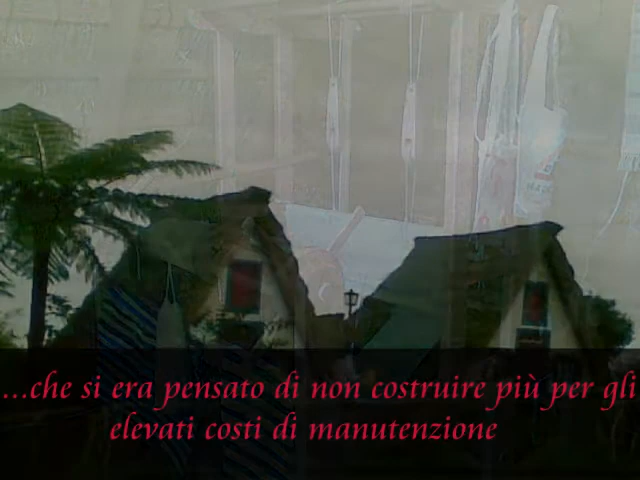 ...che si era pensato di non costruire più per gli
elevati costi di manutenzione